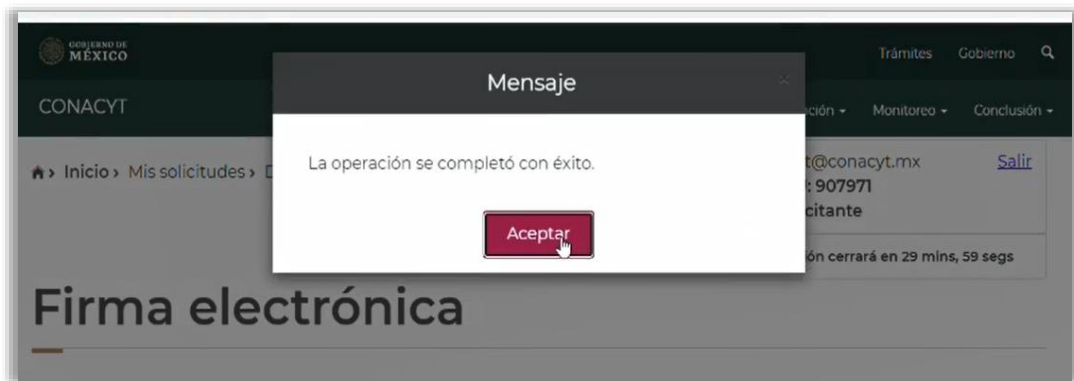 GOBIERNO DE
MÉXICO
Trámites Gobierno
Mensaje
CONACYT
ción Monitoreo Conclusión
La operación se completó con éxito.
t@conacyt.mx Salir
Inicio › Mis solicitudes ›
: 907971
citante
Aceptar
ón cerrará en 29 mins, 59 segs
Firma electrónica